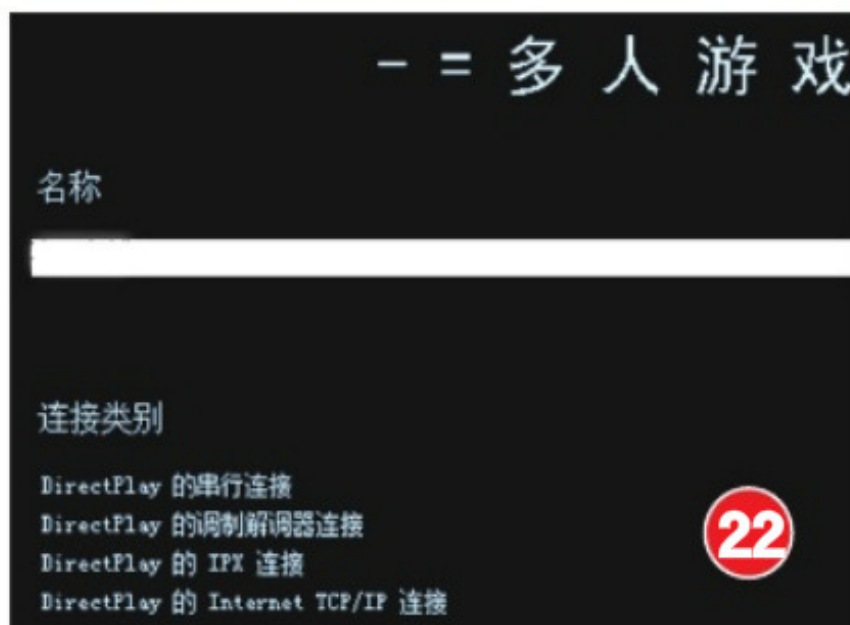 - = 多 人 游 戏
名称
连接类别
DirectPlay 的串行连接
DirectPlay 的调制解调器连接
DirectPlay 的 IPX 连接
DirectPlay 的 Internet TCP/IP 连接
22